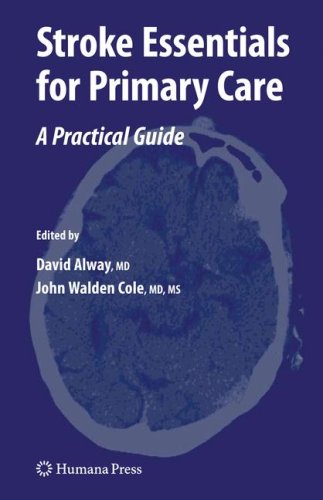 Stroke Essentials
for Primary Care
A Practical Guide
Edited by
David Alway, MD
John Walden Cole, MD, MS
Humana Press